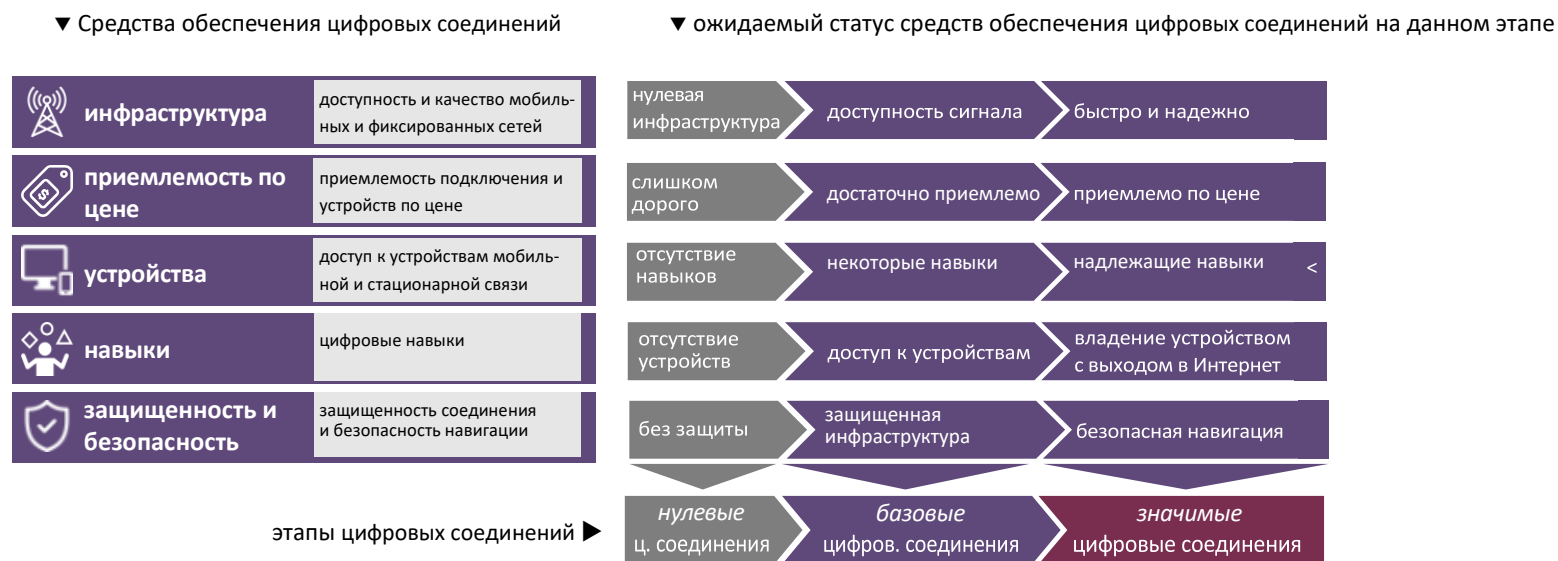 ▼ Средства обеспечения цифровых соединений
▼ ожидаемый статус средств обеспечения цифровых соединений на данном этапе
инфраструктура
доступность и качество мобиль-
ных и фиксированных сетей
нулевая
инфраструктура
доступность сигнала
быстро и надежно
приемлемость по
цене
приемлемость подключения и
устройств по цене
слишком
дорого
достаточно приемлемо
приемлемо по цене
устройства
доступ к устройствам мобиль-
ной и стационарной связи
отсутствие
навыков
некоторые навыки
надлежащие навыки <
навыки
цифровые навыки
отсутствие
устройств
доступ к устройствам
владение устройством
с выходом в Интернет
защищенность и
безопасность
защищенность соединения
и безопасность навигации
без защиты
защищенная
инфраструктура
безопасная навигация
этапы цифровых соединений ▶
нулевые
ц. соединения
базовые
цифров. соединения
значимые
цифровые соединения